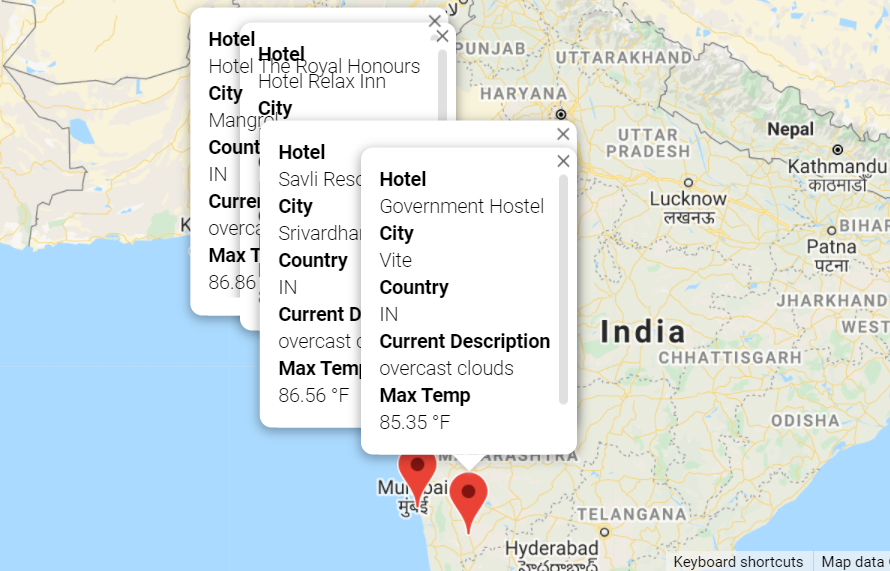 Hotel
Hotel The Royal Honours
City
Mangrol
IN
overca
Max T
86.86
Hotel
Hotel Relax Inn
City
Hotel
Savli Reso
City
Srivardhan
Country
IN
Current D
overcast c
Max Temp
86.56 °F
Hotel
Government Hostel
City
Vite
Country
IN
Current Description
overcast clouds
Max Temp
85.35 °F
PUNJAB
UTTARAKHAND
HARYANA
UTTAR
PRADESH
Nepal
Kathmandu
काठमाडौं
Lucknow
लखनऊ
BIHAR
Patna
पटना
JHARKHAND
WEST
India
CHHATTISGARH
ODISHA
MAHARASHTRA
Mumbai
मुंबई
TELANGANA
Hyderabad
Keyboard shortcuts
Map data